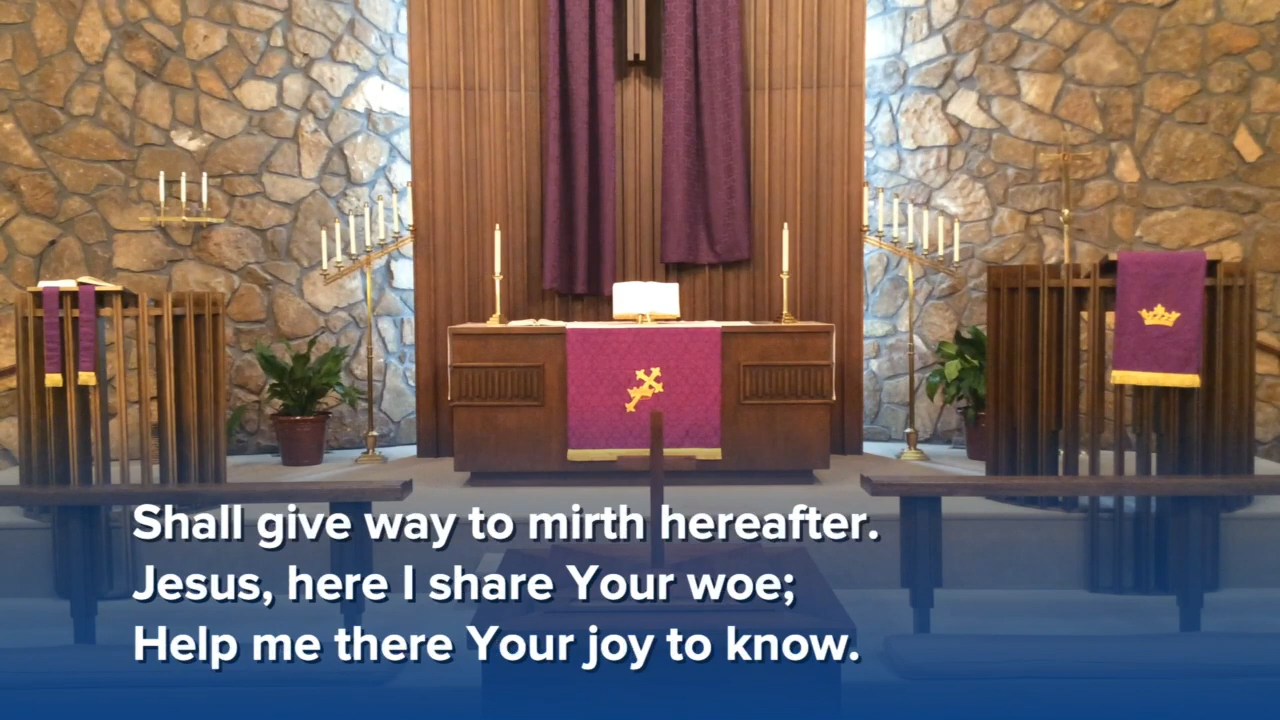 Shall give way to mirth hereafter.
Jesus, here I share Your woe;
Help me there Your joy to know.